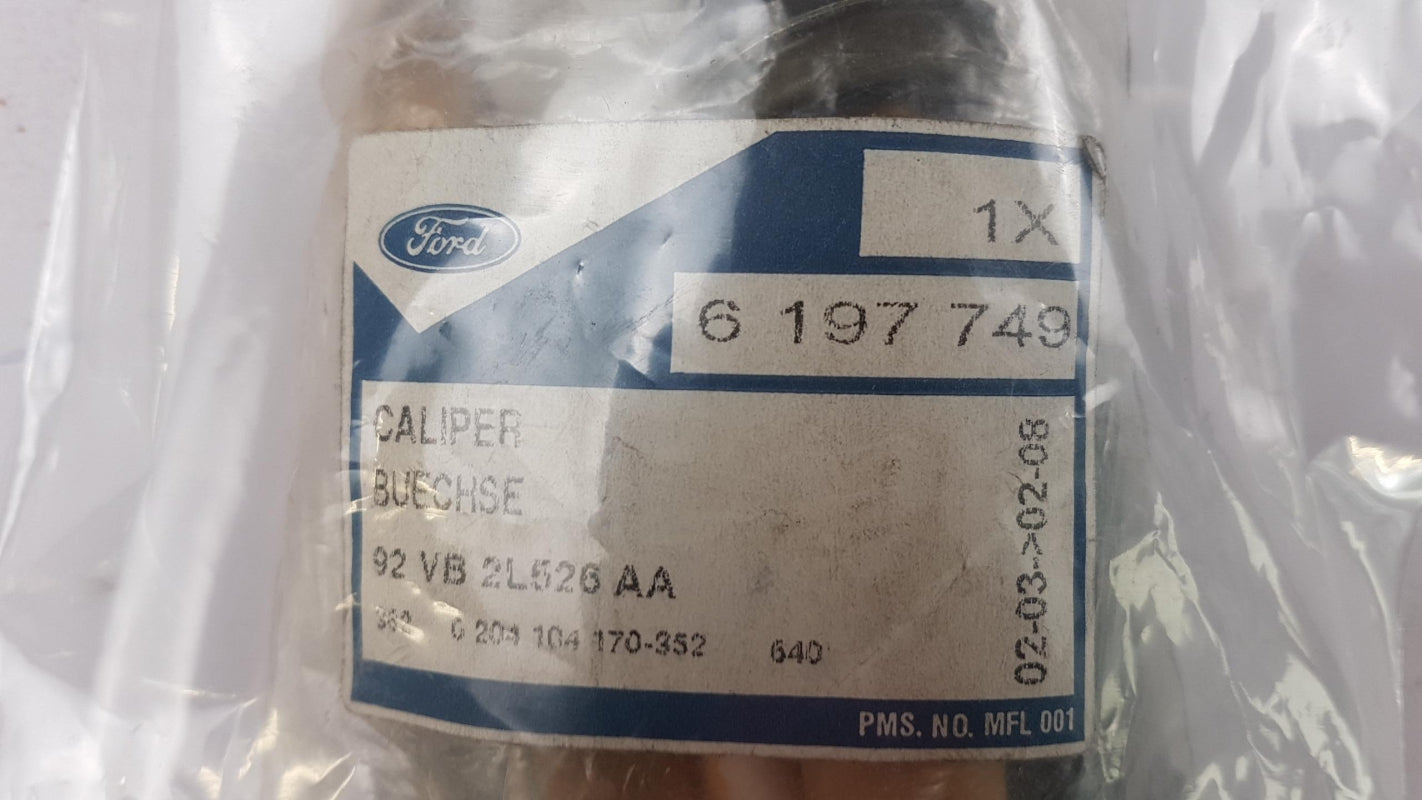 Ford
1X
6 197 749
CALIPER
BUECHSE
92 VB 2L526 AA
6 204 104 170-352 640
02-03->02-08
PMS. NO. MFL 001